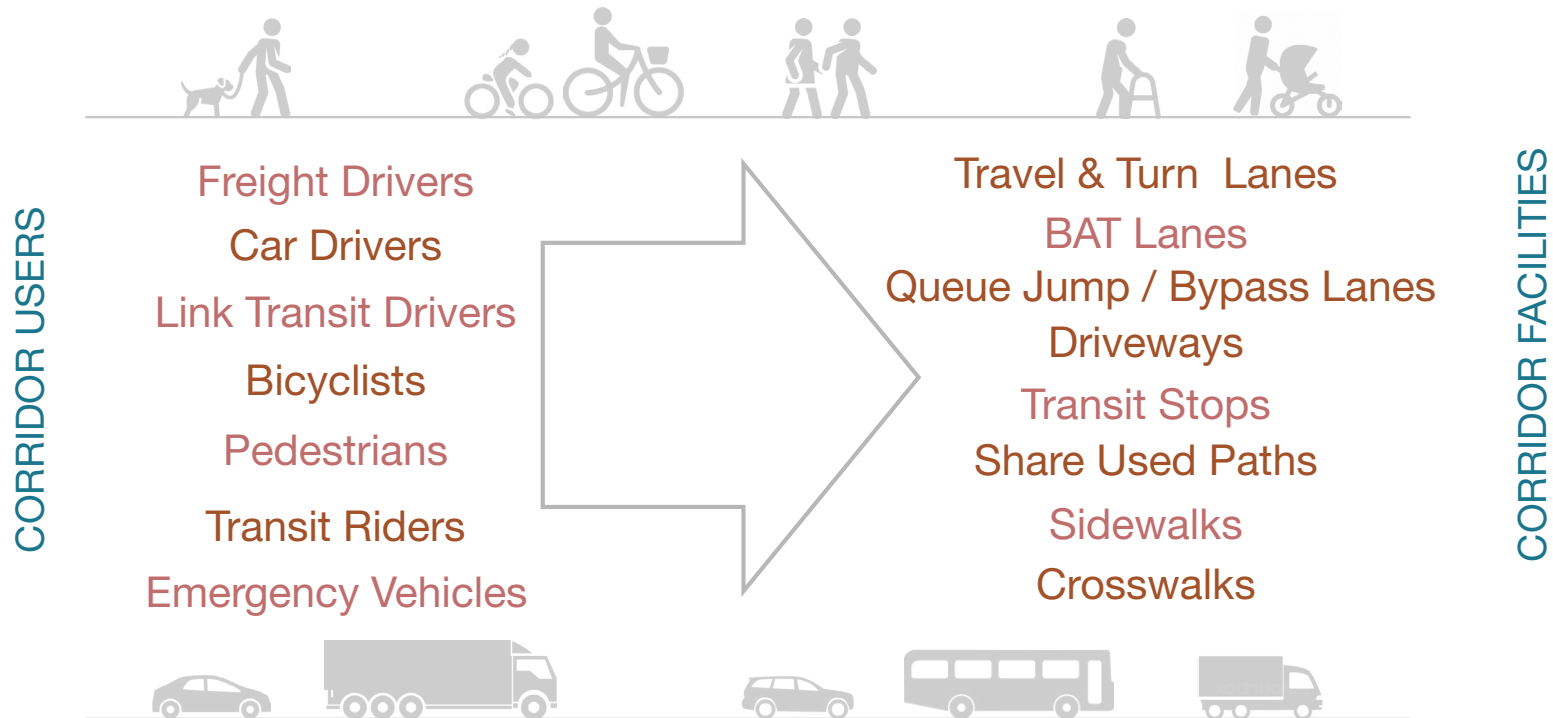 CORRIDOR USERS
Freight Drivers
Car Drivers
Link Transit Drivers
Bicyclists
Pedestrians
Transit Riders
Emergency Vehicles
Travel & Turn  Lanes
BAT Lanes
Queue Jump / Bypass Lanes
Driveways
Transit Stops
Share Used Paths
Sidewalks
Crosswalks
CORRIDOR FACILITIES